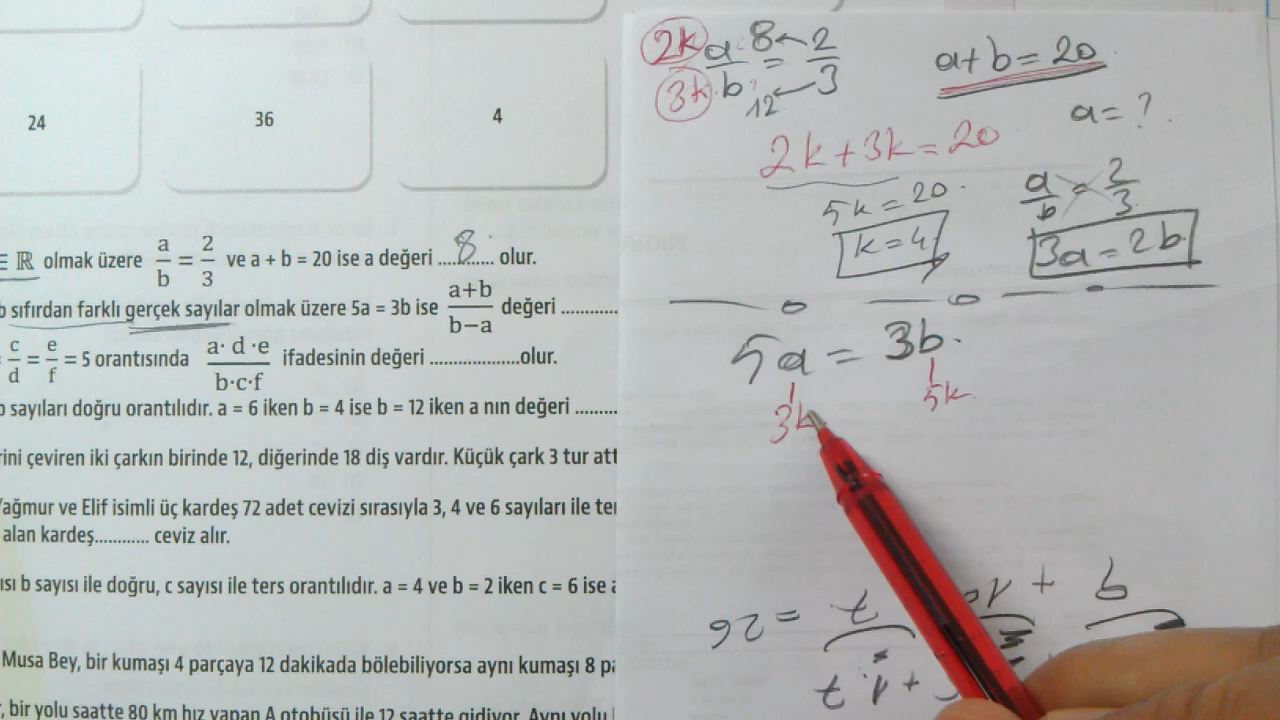 24 36 4
∈ ℝ olmak üzere a/b = 2/3 ve a + b = 20 ise a değeri ....8...... olur.
b sıfırdan farklı gerçek sayılar olmak üzere 5a = 3b ise a+b/b−a değeri ............
c/d = e/f = 5 orantısında a·d·e/b·c·f ifadesinin değeri ...................olur.
b sayıları doğru orantılıdır. a = 6 iken b = 4 ise b = 12 iken a nın değeri .........
rini çeviren iki çarkın birinde 12, diğerinde 18 diş vardır. Küçük çark 3 tur att
Yağmur ve Elif isimli üç kardeş 72 adet cevizi sırasıyla 3, 4 ve 6 sayıları ile ter
alan kardeş............ ceviz alır.
ısı b sayısı ile doğru, c sayısı ile ters orantılıdır. a = 4 ve b = 2 iken c = 6 ise a
Musa Bey, bir kumaşı 4 parçaya 12 dakikada bölebiliyorsa aynı kumaşı 8 pa
, bir yolu saatte 80 km hız yapan A otobüsü ile 12 saatte gidiyor. Aynı yolu
2k a 8 ← 2
3k b = 12 ← 3
a + b = 20
a = ?
2k + 3k = 20
5k = 20
k = 4
a/b = 2/3
3a = 2b
5a = 3b
3k 5k